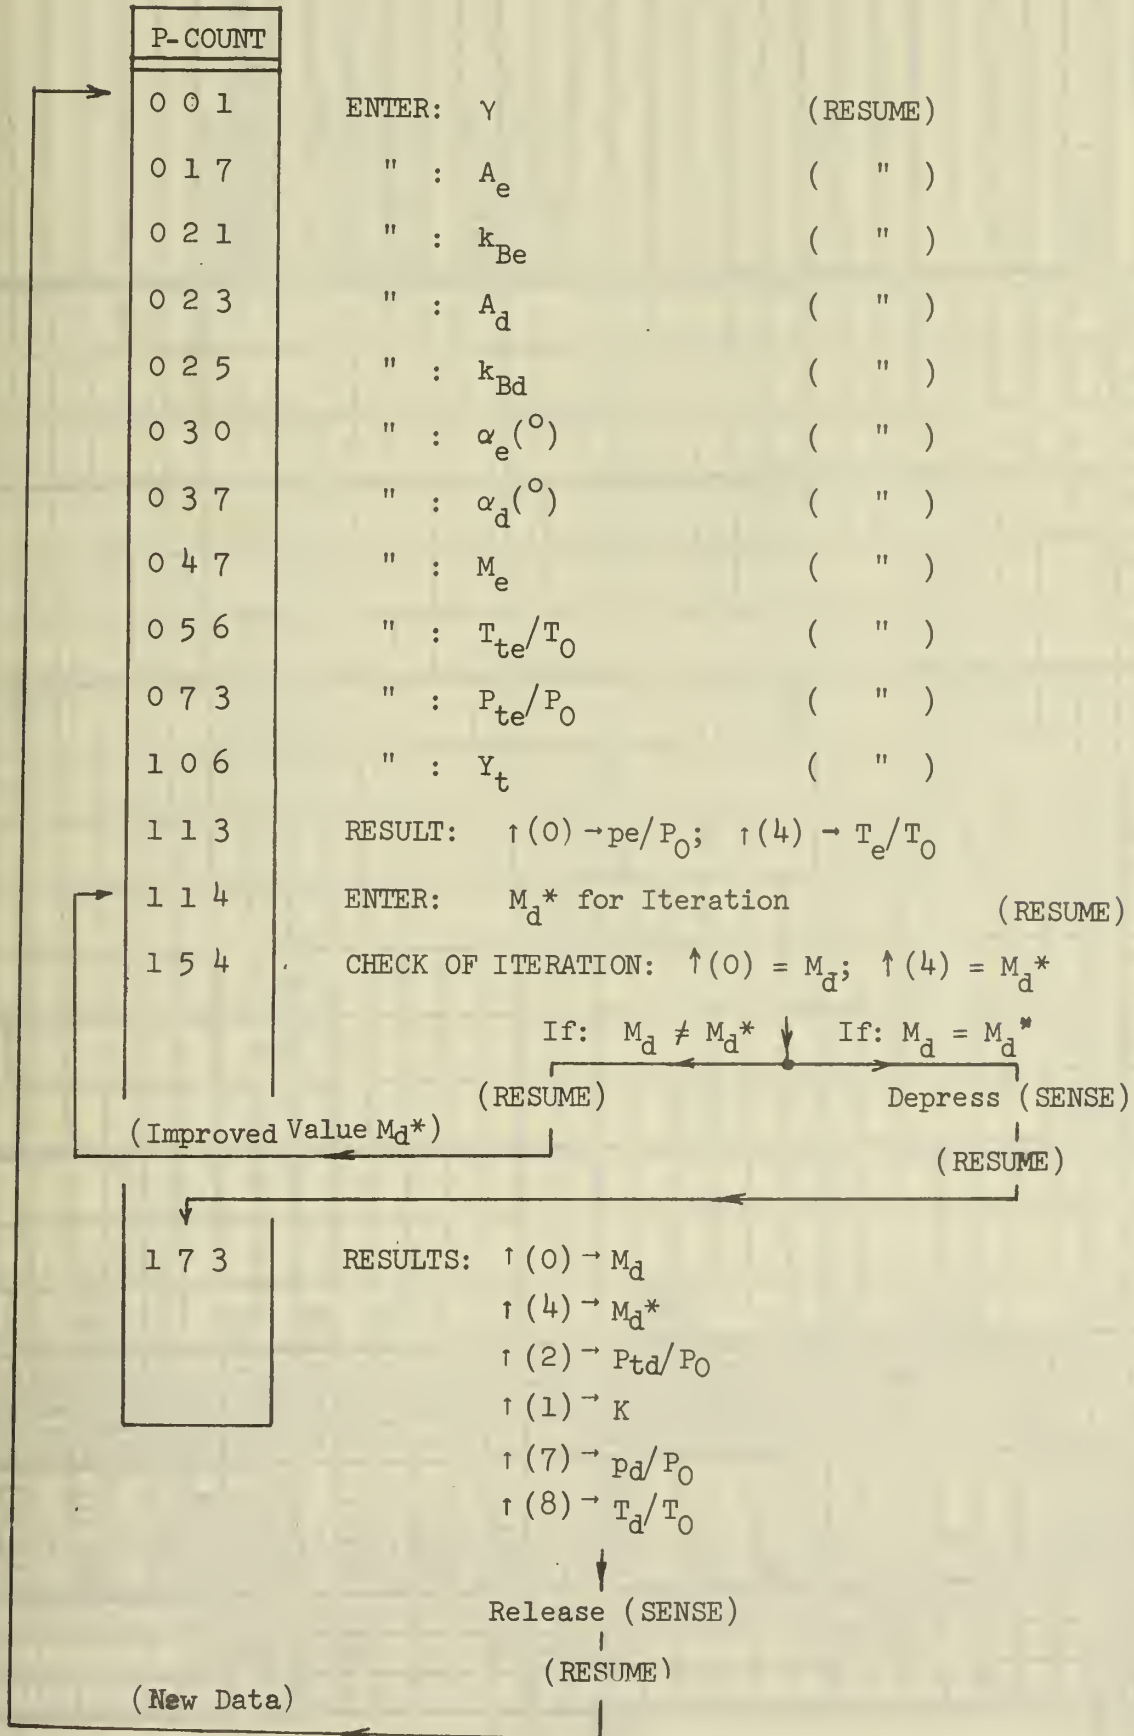 P-COUNT
0 0 1 ENTER: γ (RESUME)
0 1 7 " : A_e ( " )
0 2 1 " : k_Be ( " )
0 2 3 " : A_d ( " )
0 2 5 " : k_Bd ( " )
0 3 0 " : α_e(°) ( " )
0 3 7 " : α_d(°) ( " )
0 4 7 " : M_e ( " )
0 5 6 " : T_te/T_0 ( " )
0 7 3 " : P_te/P_0 ( " )
1 0 6 " : Y_t ( " )
1 1 3 RESULT: ↑(0) → pe/P_0; ↑(4) → T_e/T_0
1 1 4 ENTER: M_d* for Iteration (RESUME)
1 5 4 CHECK OF ITERATION: ↑(0) = M_d; ↑(4) = M_d*
If: M_d ≠ M_d* If: M_d = M_d*
(RESUME) Depress (SENSE)
(Improved Value M_d*)
(RESUME)
1 7 3 RESULTS: ↑(0) → M_d
↑(4) → M_d*
↑(2) → P_td/P_0
↑(1) → K
↑(7) → p_d/P_0
↑(8) → T_d/T_0
Release (SENSE)
(RESUME)
(New Data)